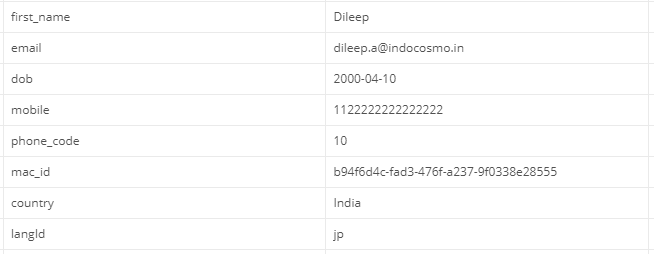 first_name Dileep
email dileep.a@indocosmo.in
dob 2000-04-10
mobile 1122222222222222
phone_code 10
mac_id b94f6d4c-fad3-476f-a237-9f0338e28555
country India
langId jp